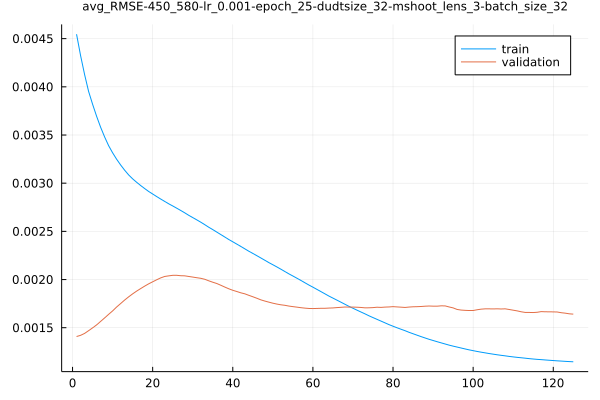 avg_RMSE-450_580-lr_0.001-epoch_25-dudtsize_32-mshoot_lens_3-batch_size_32
train
validation
0.0045
0.0040
0.0035
0.0030
0.0025
0.0020
0.0015
0 20 40 60 80 100 120